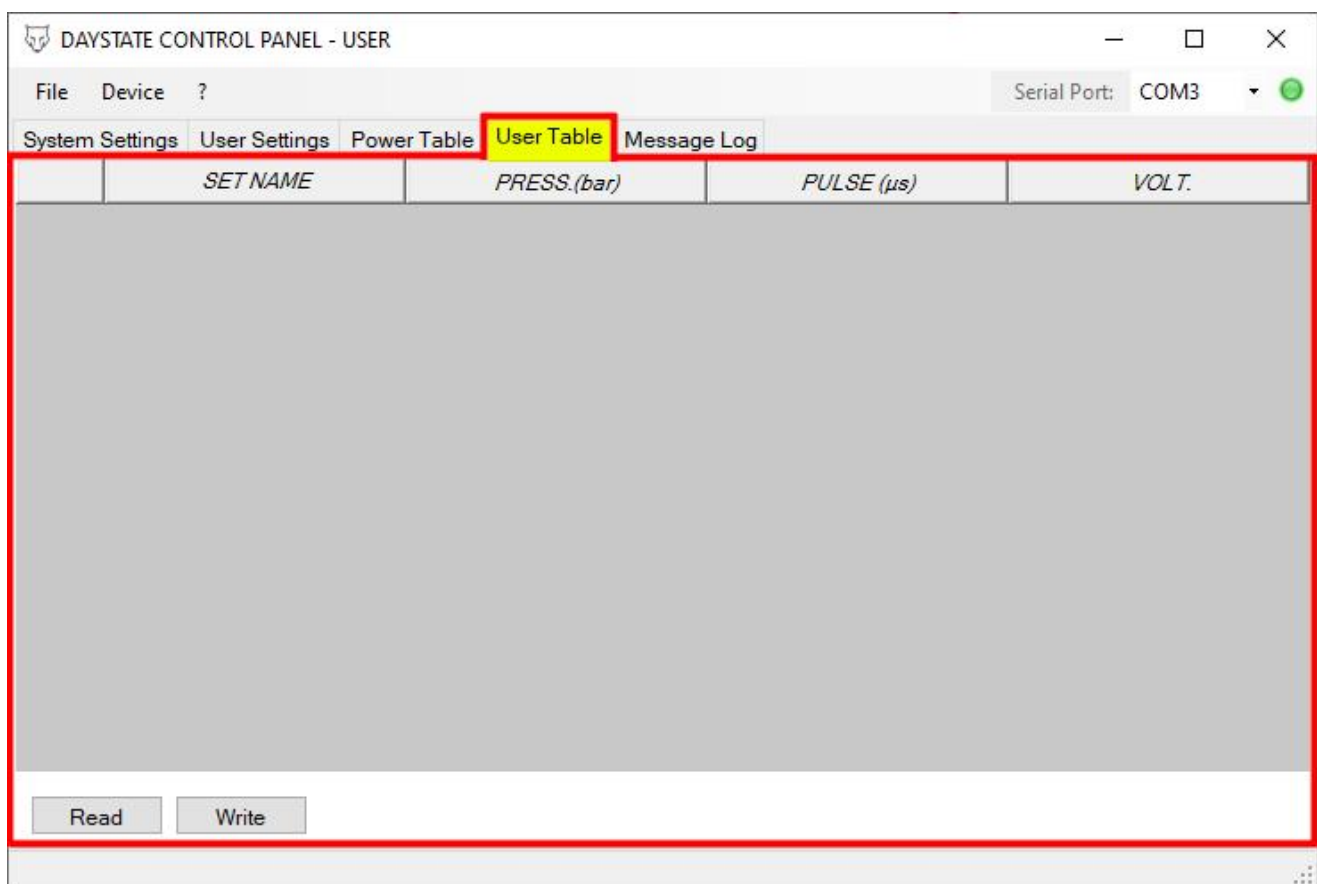 DAYSTATE CONTROL PANEL - USER
File Device ? Serial Port: COM3
System Settings User Settings Power Table User Table Message Log
SET NAME PRESS.(bar) PULSE (µs) VOLT.
Read Write